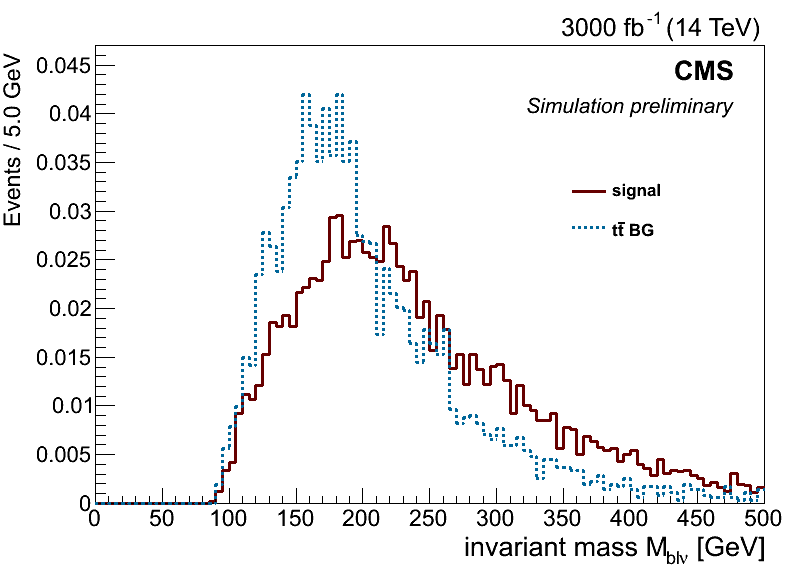 3000 fb⁻¹ (14 TeV)
CMS
Simulation preliminary
signal
tt̄ BG
Events / 5.0 GeV
0.045
0.04
0.035
0.03
0.025
0.02
0.015
0.01
0.005
0
0 50 100 150 200 250 300 350 400 450 500
invariant mass M_blν [GeV]